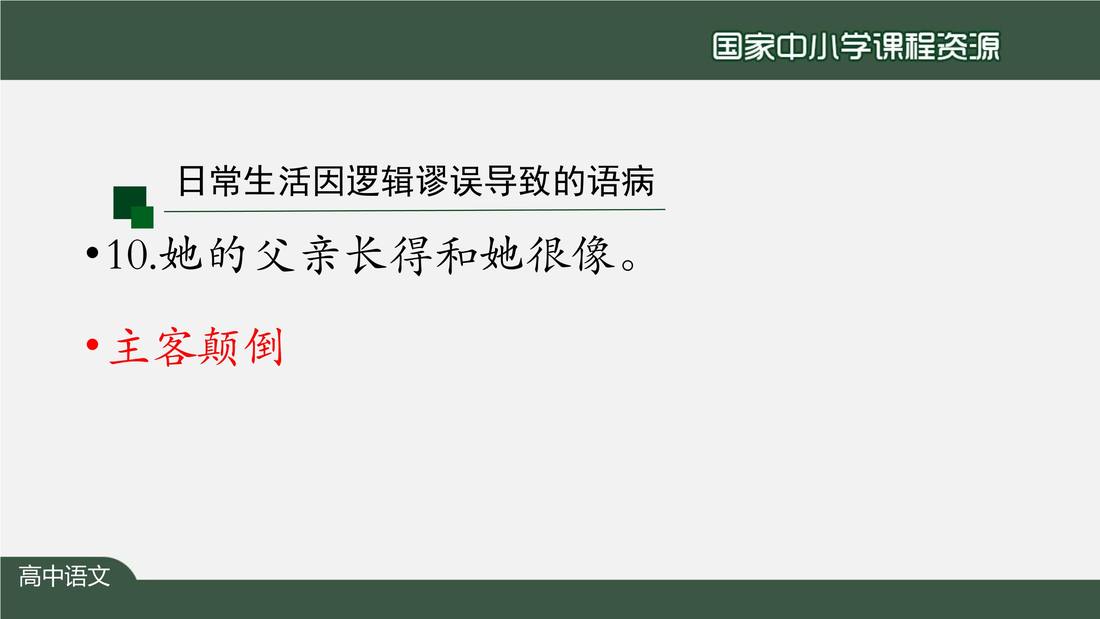 国家中小学课程资源
日常生活因逻辑谬误导致的语病
•10.她的父亲长得和她很像。
•主客颠倒
高中语文